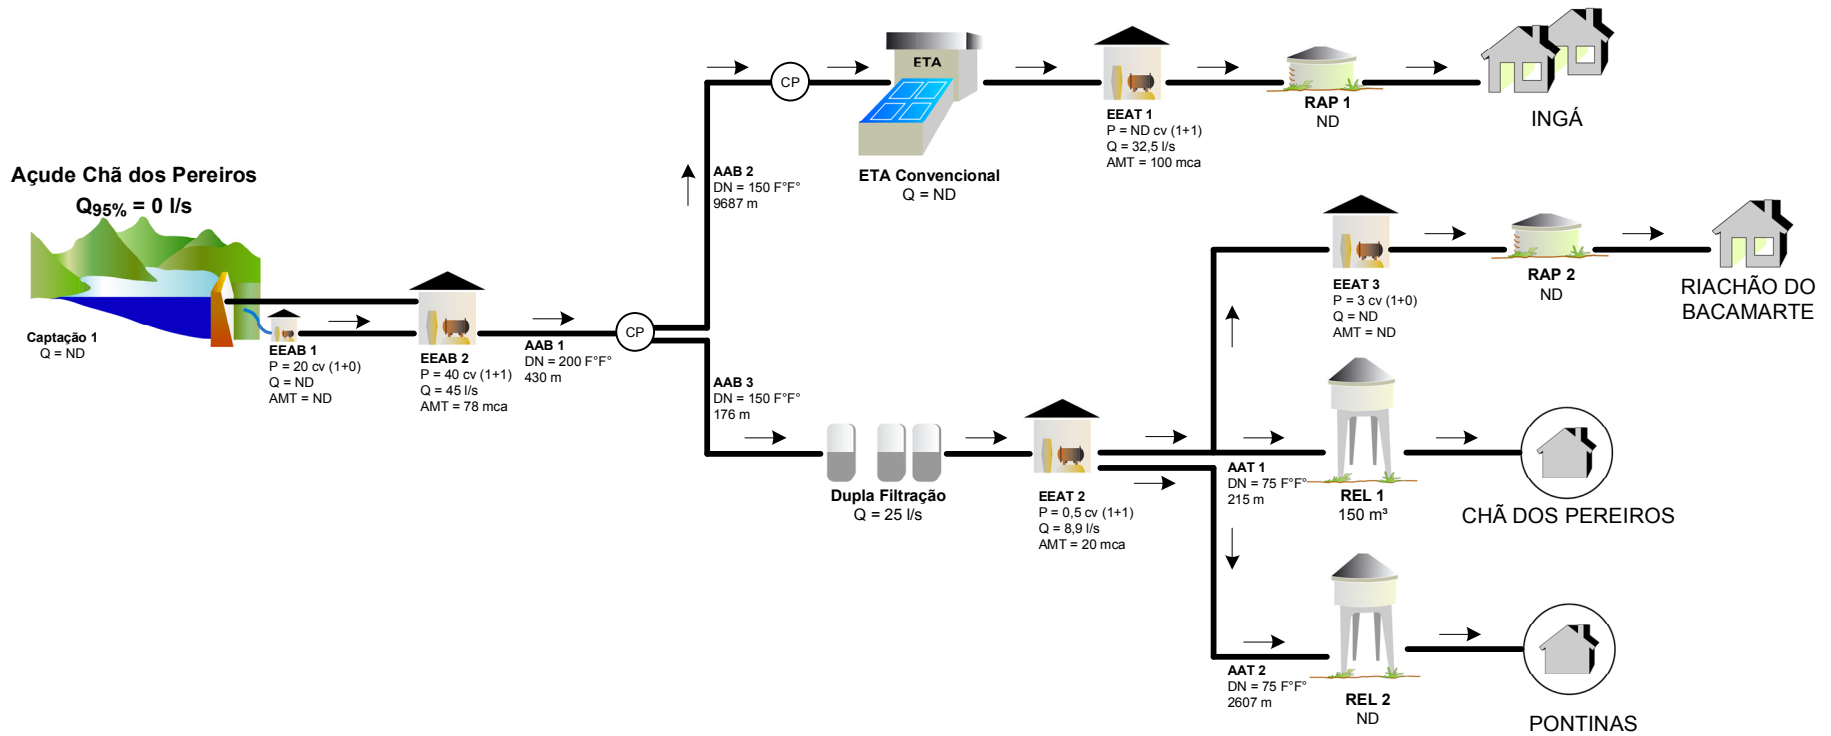 Açude Chã dos Pereiros
Q95% = 0 l/s
Captação 1
Q = ND
EEAB 1
P = 20 cv (1+0)
Q = ND
AMT = ND
EEAB 2
P = 40 cv (1+1)
Q = 45 l/s
AMT = 78 mca
AAB 1
DN = 200 F°F°
430 m
CP
AAB 2
DN = 150 F°F°
9687 m
CP
ETA
ETA Convencional
Q = ND
EEAT 1
P = ND cv (1+1)
Q = 32,5 l/s
AMT = 100 mca
RAP 1
ND
INGÁ
AAB 3
DN = 150 F°F°
176 m
Dupla Filtração
Q = 25 l/s
EEAT 2
P = 0,5 cv (1+1)
Q = 8,9 l/s
AMT = 20 mca
EEAT 3
P = 3 cv (1+0)
Q = ND
AMT = ND
RAP 2
ND
RIACHÃO DO
BACAMARTE
AAT 1
DN = 75 F°F°
215 m
REL 1
150 m³
CHÃ DOS PEREIROS
AAT 2
DN = 75 F°F°
2607 m
REL 2
ND
PONTINAS